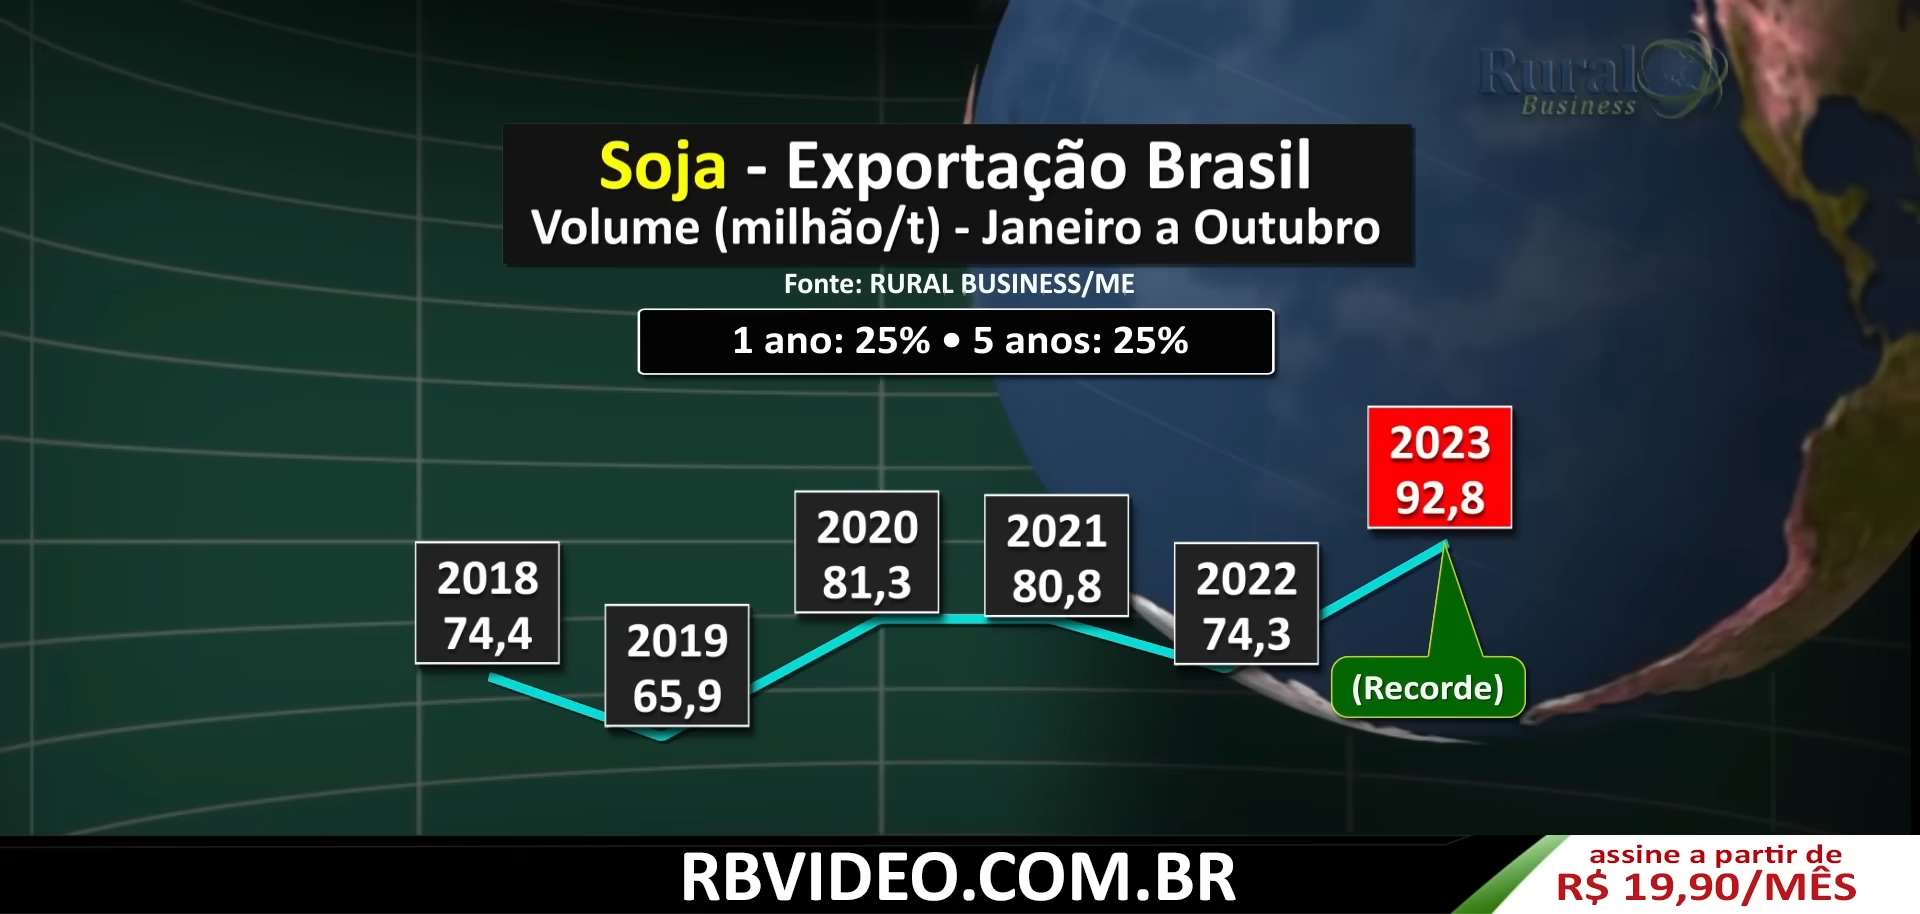 Rural
Business
Soja - Exportação Brasil
Volume (milhão/t) - Janeiro a Outubro
Fonte: RURAL BUSINESS/ME
1 ano: 25% • 5 anos: 25%
2018
74,4
2019
65,9
2020
81,3
2021
80,8
2022
74,3
2023
92,8
(Recorde)
RBVIDEO.COM.BR
assine a partir de
R$ 19,90/MÊS